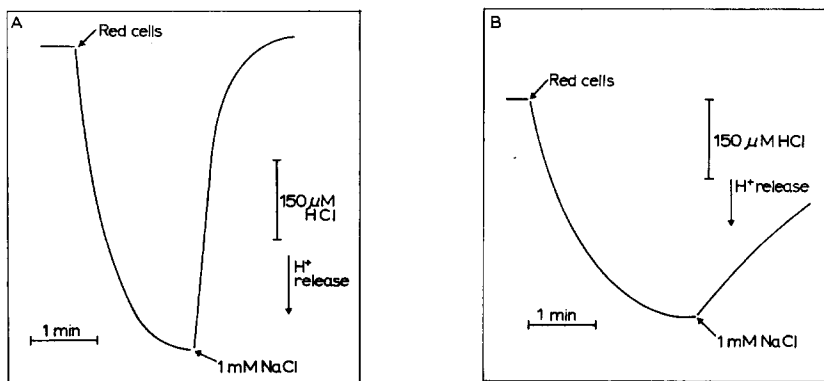 A
Red cells
150 μM
HCl
H⁺
release
1 min
1 mM NaCl
B
Red cells
150 μM HCl
H⁺ release
1 min
1 mM NaCl